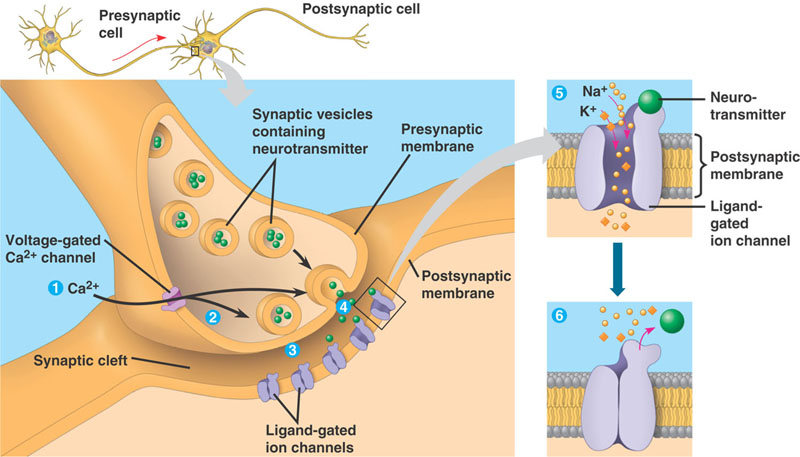 Presynaptic
cell
Postsynaptic cell
Synaptic vesicles
containing
neurotransmitter
Presynaptic
membrane
Voltage-gated
Ca²⁺ channel
1 Ca²⁺
2
3
4
Postsynaptic
membrane
Synaptic cleft
Ligand-gated
ion channels
5
Na⁺
K⁺
Neuro-
transmitter
Postsynaptic
membrane
Ligand-
gated
ion channel
6